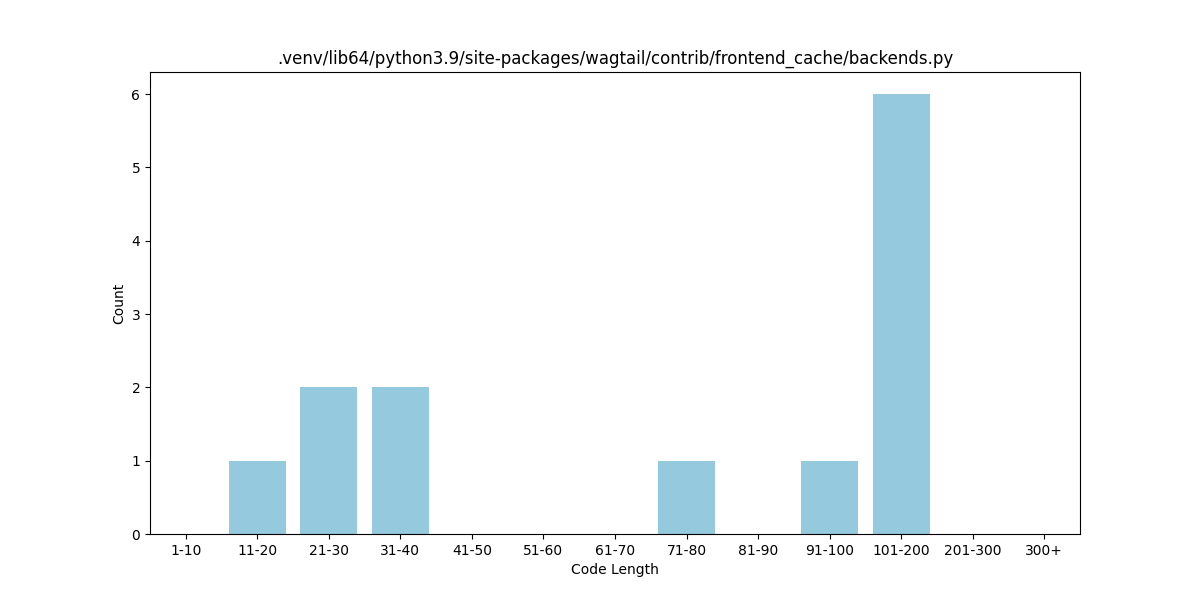 .venv/lib64/python3.9/site-packages/wagtail/contrib/frontend_cache/backends.py
6
5
4
3
2
1
0
Count
1-10 11-20 21-30 31-40 41-50 51-60 61-70 71-80 81-90 91-100 101-200 201-300 300+
Code Length